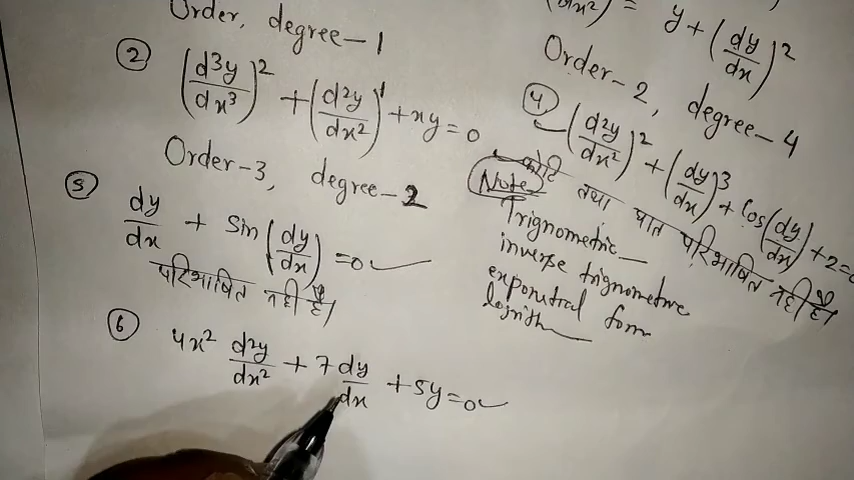 Order, degree-1
② (d³y/dx³)² + (d²y/dx²)¹ + xy = 0
Order-3, degree-2
⑤ dy/dx + Sin(dy/dx) = 0
परिभाषित नहीं है।
⑥ 4x² d²y/dx² + 7 dy/dx + 5y = 0
= y + (dy/dx)²
Order-2, degree-4
④ (d²y/dx²)² + (dy/dx)³ + Cos(dy/dx) + 2 = 0
कोटि तथा घात परिभाषित नहीं है।
Note
Trignometric
inverse trignometric
exponential form